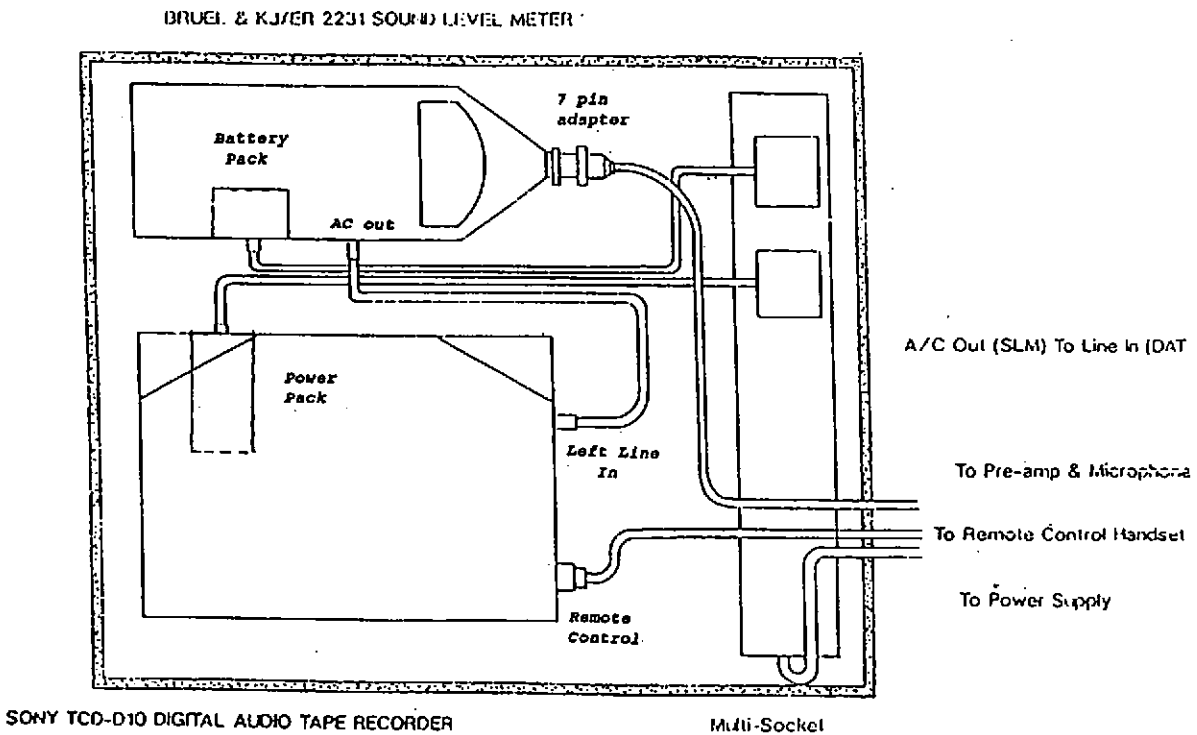 BRUEL & KJÆR 2231 SOUND LEVEL METER
7 pin
adaptor
Battery
Pack
AC out
A/C Out (SLM) To Line In (DAT
Power
Pack
Left Line
In
To Pre-amp & Microphone
To Remote Control Handset
To Power Supply
Remote
Control
SONY TCD-D10 DIGITAL AUDIO TAPE RECORDER
Multi-Socket